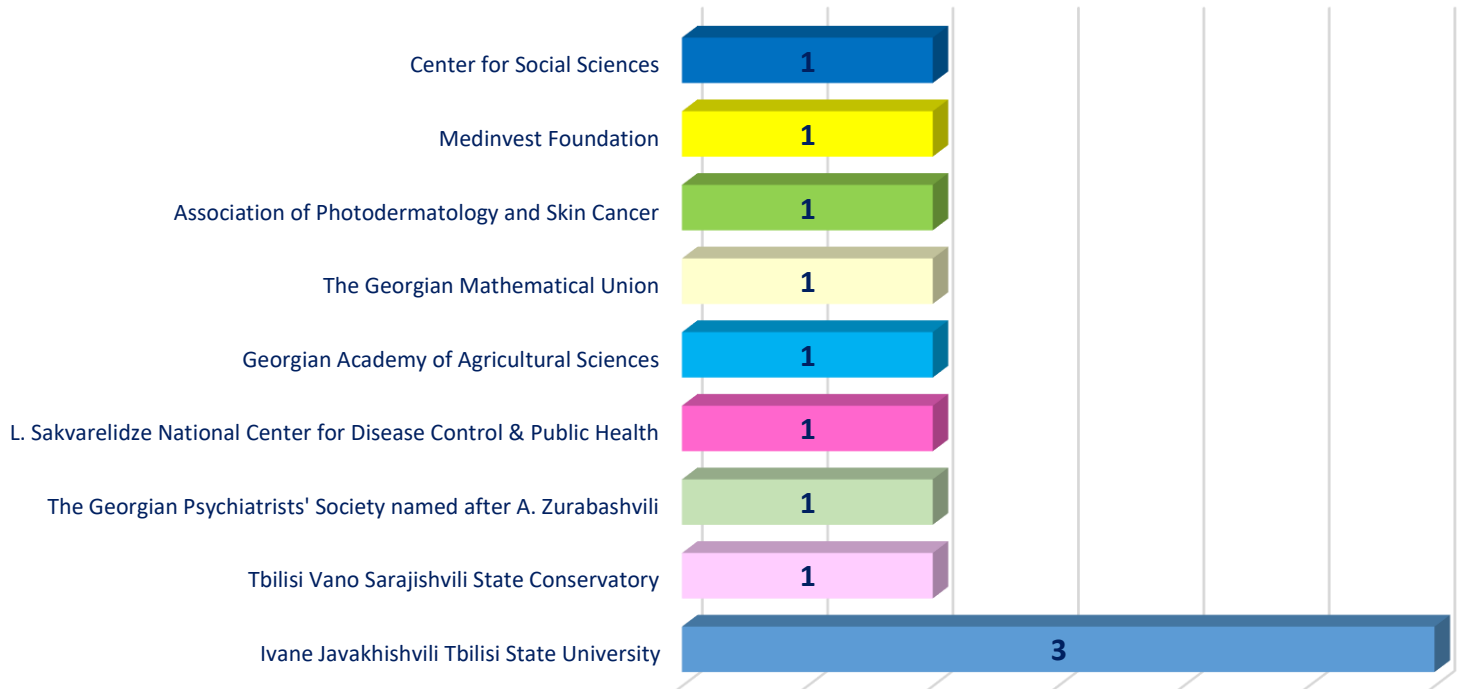 Center for Social Sciences 1
Medinvest Foundation 1
Association of Photodermatology and Skin Cancer 1
The Georgian Mathematical Union 1
Georgian Academy of Agricultural Sciences 1
L. Sakvarelidze National Center for Disease Control & Public Health 1
The Georgian Psychiatrists' Society named after A. Zurabashvili 1
Tbilisi Vano Sarajishvili State Conservatory 1
Ivane Javakhishvili Tbilisi State University 3